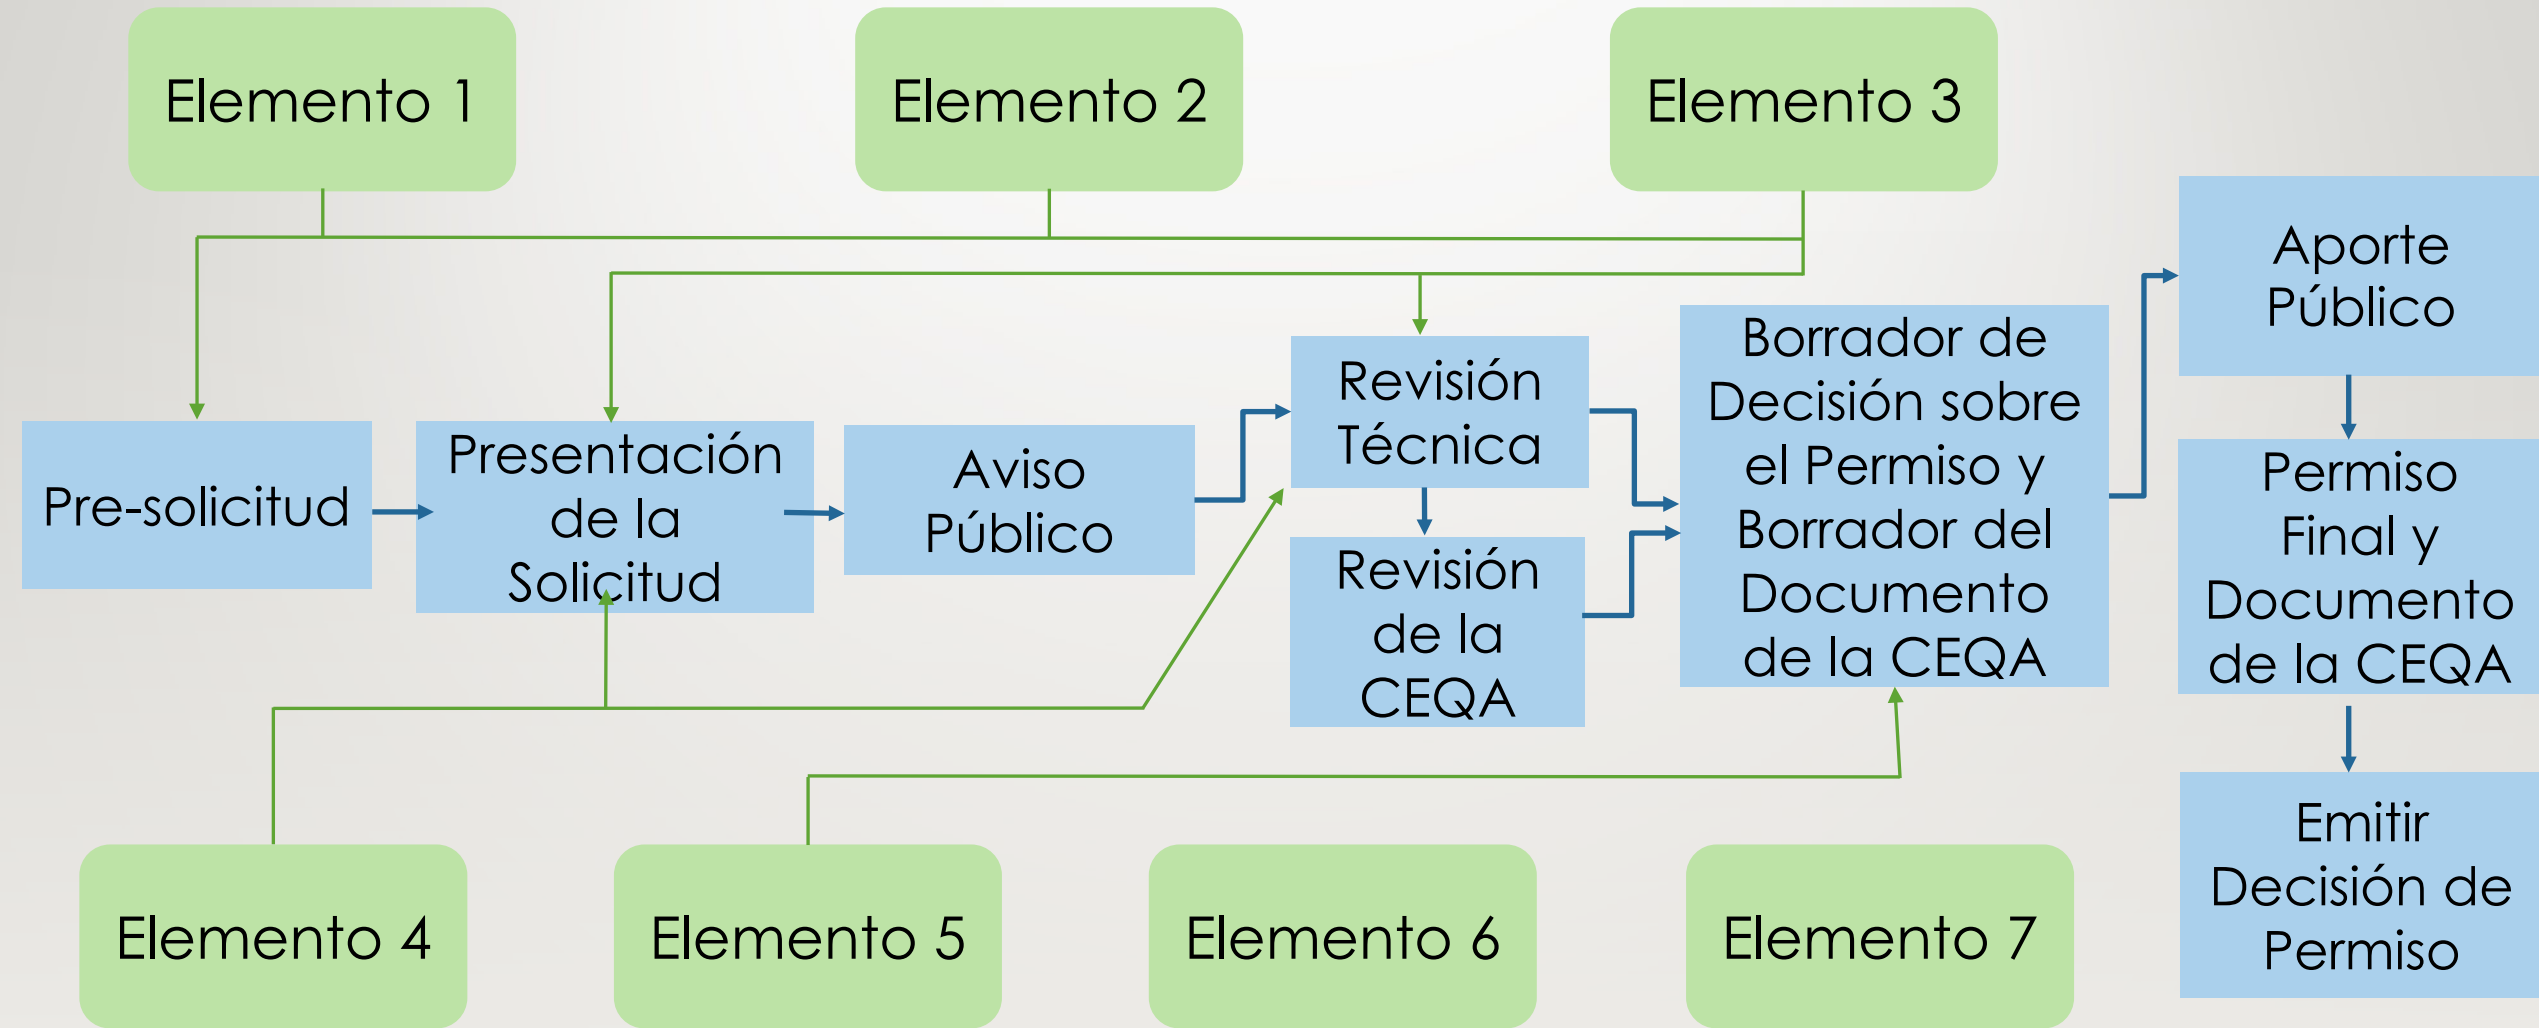 Elemento 1
Elemento 2
Elemento 3
Pre-solicitud
Presentación
de la
Solicitud
Aviso
Público
Revisión
Técnica
Revisión
de la
CEQA
Borrador de
Decisión sobre
el Permiso y
Borrador del
Documento
de la CEQA
Aporte
Público
Permiso
Final y
Documento
de la CEQA
Emitir
Decisión de
Permiso
Elemento 4
Elemento 5
Elemento 6
Elemento 7